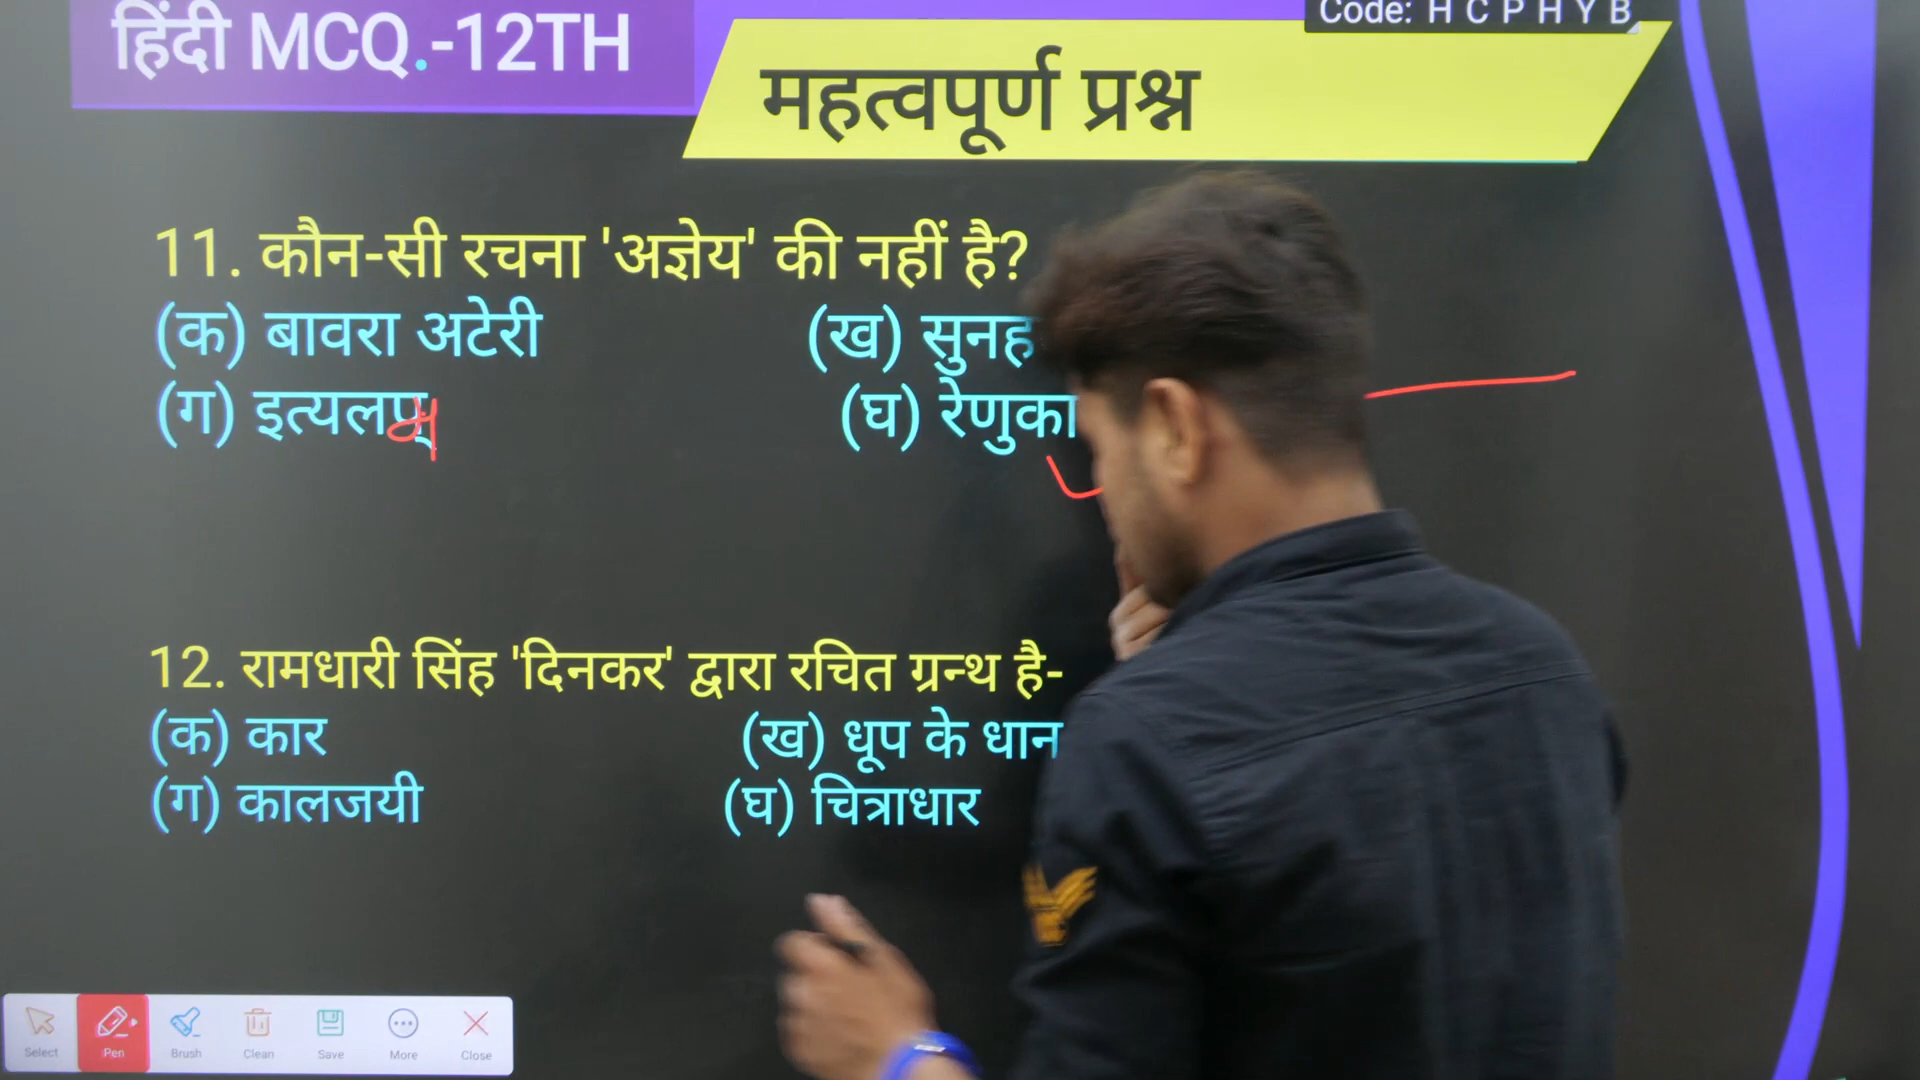 Code: H C P H Y B
हिंदी MCQ.-12TH
महत्वपूर्ण प्रश्न
11. कौन-सी रचना 'अज्ञेय' की नहीं है?
(क) बावरा अटेरी (ख)
(ग) इत्यलम् (घ) रेणुका
12. रामधारी सिंह 'दिनकर' द्वारा रचित ग्रन्थ है-
(क) कार (ख) धूप के धान
(ग) कालजयी (घ) चित्राधार
Select Pen Brush Clean Save More Close